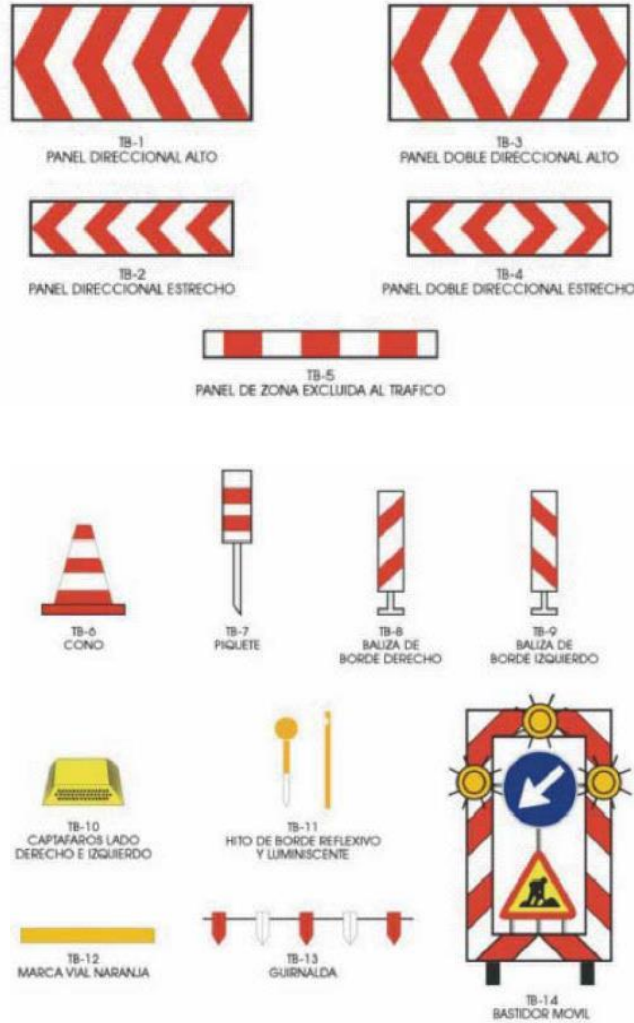 TB-1
PANEL DIRECCIONAL ALTO
TB-3
PANEL DOBLE DIRECCIONAL ALTO
TB-2
PANEL DIRECCIONAL ESTRECHO
TB-4
PANEL DOBLE DIRECCIONAL ESTRECHO
TB-5
PANEL DE ZONA EXCLUIDA AL TRAFICO
TB-6
CONO
TB-7
PIQUETE
TB-8
BALIZA DE
BORDE DERECHO
TB-9
BALIZA DE
BORDE IZQUIERDO
TB-10
CAPTAFAROS LADO
DERECHO E IZQUIERDO
TB-11
HITO DE BORDE REFLEXIVO
Y LUMINISCENTE
TB-12
MARCA VIAL NARANJA
TB-13
GUIRNALDA
TB-14
BASTIDOR MOVIL